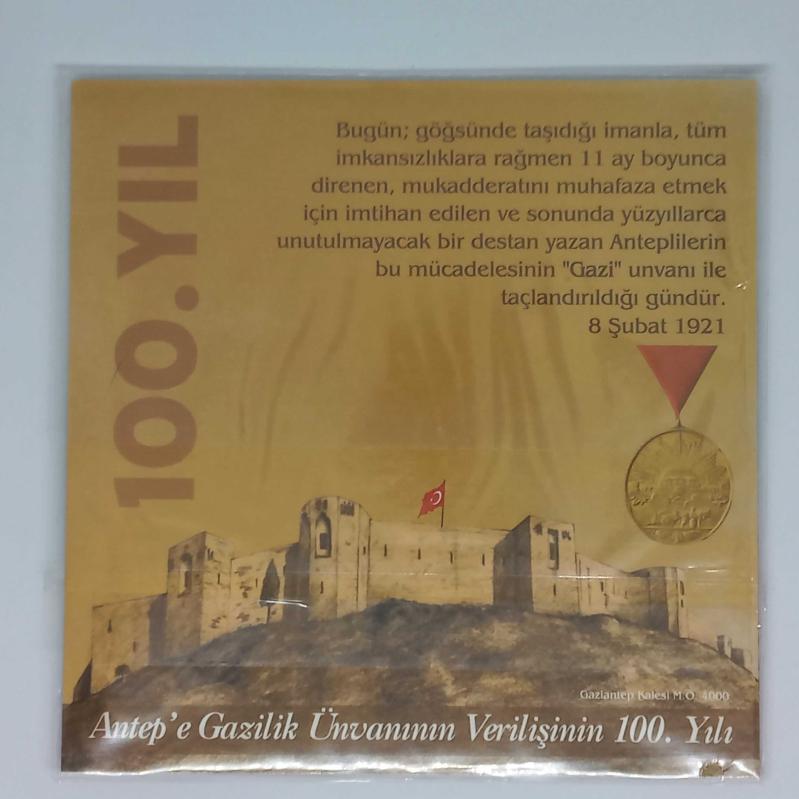 100.YIL
Bugün; göğsünde taşıdığı imanla, tüm
imkansızlıklara rağmen 11 ay boyunca
direnen, mukadderatını muhafaza etmek
için imtihan edilen ve sonunda yüzyıllarca
unutulmayacak bir destan yazan Anteplilerin
bu mücadelesinin "Gazi" unvanı ile
taçlandırıldığı gündür.
8 Şubat 1921
Gaziantep Kalesi M.Ö. 4000
Antep'e Gazilik Ünvanının Verilişinin 100. Yılı